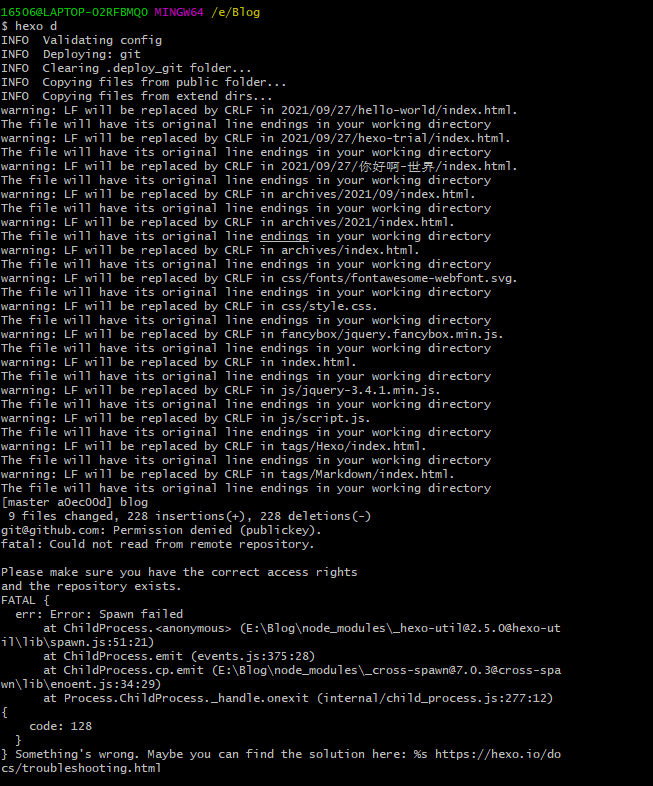 16506@LAPTOP-02RFBMQO MINGW64 /e/Blog
$ hexo d
INFO  Validating config
INFO  Deploying: git
INFO  Clearing .deploy_git folder...
INFO  Copying files from public folder...
INFO  Copying files from extend dirs...
warning: LF will be replaced by CRLF in 2021/09/27/hello-world/index.html.
The file will have its original line endings in your working directory
warning: LF will be replaced by CRLF in 2021/09/27/hexo-trial/index.html.
The file will have its original line endings in your working directory
warning: LF will be replaced by CRLF in 2021/09/27/你好啊-世界/index.html.
The file will have its original line endings in your working directory
warning: LF will be replaced by CRLF in archives/2021/09/index.html.
The file will have its original line endings in your working directory
warning: LF will be replaced by CRLF in archives/2021/index.html.
The file will have its original line endings in your working directory
warning: LF will be replaced by CRLF in archives/index.html.
The file will have its original line endings in your working directory
warning: LF will be replaced by CRLF in css/fonts/fontawesome-webfont.svg.
The file will have its original line endings in your working directory
warning: LF will be replaced by CRLF in css/style.css.
The file will have its original line endings in your working directory
warning: LF will be replaced by CRLF in fancybox/jquery.fancybox.min.js.
The file will have its original line endings in your working directory
warning: LF will be replaced by CRLF in index.html.
The file will have its original line endings in your working directory
warning: LF will be replaced by CRLF in js/jquery-3.4.1.min.js.
The file will have its original line endings in your working directory
warning: LF will be replaced by CRLF in js/script.js.
The file will have its original line endings in your working directory
warning: LF will be replaced by CRLF in tags/Hexo/index.html.
The file will have its original line endings in your working directory
warning: LF will be replaced by CRLF in tags/Markdown/index.html.
The file will have its original line endings in your working directory
[master a0ec00d] blog
 9 files changed, 228 insertions(+), 228 deletions(-)
git@github.com: Permission denied (publickey).
fatal: Could not read from remote repository.

Please make sure you have the correct access rights
and the repository exists.
FATAL {
  err: Error: Spawn failed
      at ChildProcess.<anonymous> (E:\Blog\node_modules\_hexo-util@2.5.0@hexo-ut
il\lib\spawn.js:51:21)
      at ChildProcess.emit (events.js:375:28)
      at ChildProcess.cp.emit (E:\Blog\node_modules\_cross-spawn@7.0.3@cross-spa
wn\lib\enoent.js:34:29)
      at Process.ChildProcess._handle.onexit (internal/child_process.js:277:12)
{
    code: 128
  }
} Something's wrong. Maybe you can find the solution here: %s https://hexo.io/do
cs/troubleshooting.html